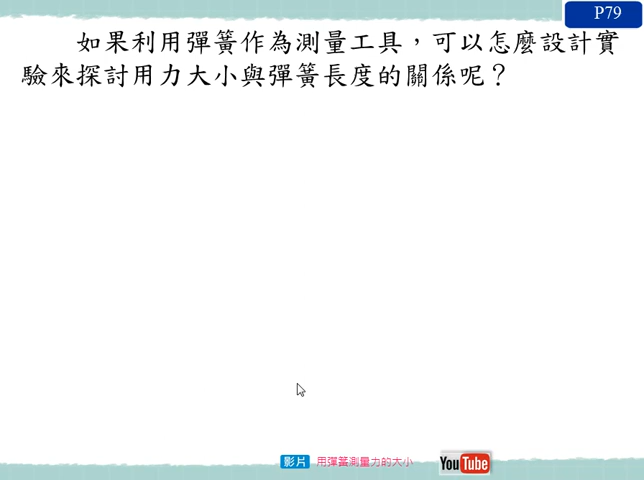 P79
如果利用彈簧作為測量工具，可以怎麼設計實
驗來探討用力大小與彈簧長度的關係呢？
影片 用彈簧測量力的大小 YouTube